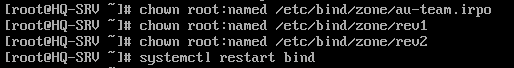 [root@HQ-SRV ~]# chown root:named /etc/bind/zone/au-team.irpo
[root@HQ-SRV ~]# chown root:named /etc/bind/zone/rev1
[root@HQ-SRV ~]# chown root:named /etc/bind/zone/rev2
[root@HQ-SRV ~]# systemctl restart bind